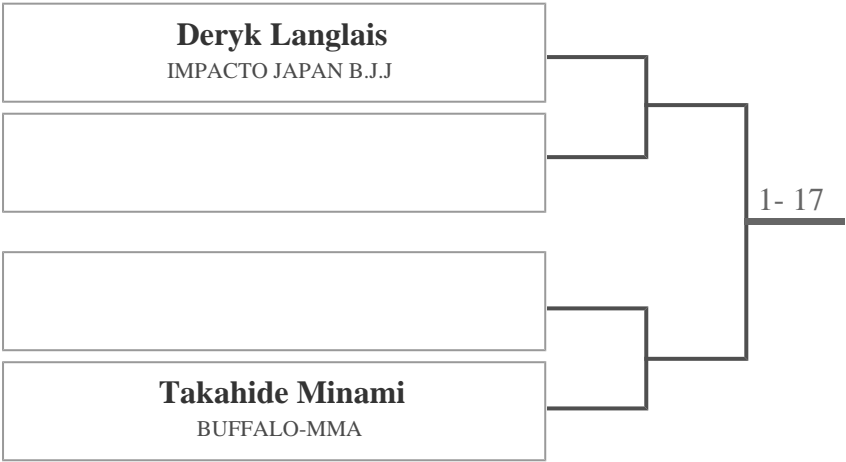 Deryk Langlais
IMPACTO JAPAN B.J.J
1- 17
Takahide Minami
BUFFALO-MMA